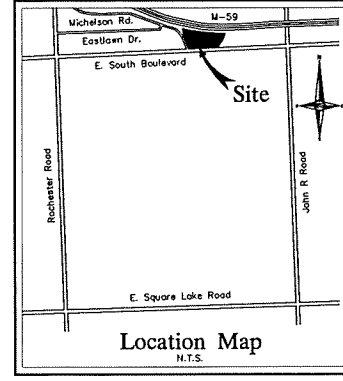 Michelson Rd.
M-59
Eastlawn Dr.
E. South Boulevard
Site
Rochester Road
John R Road
E. Square Lake Road
Location Map
N.T.S.